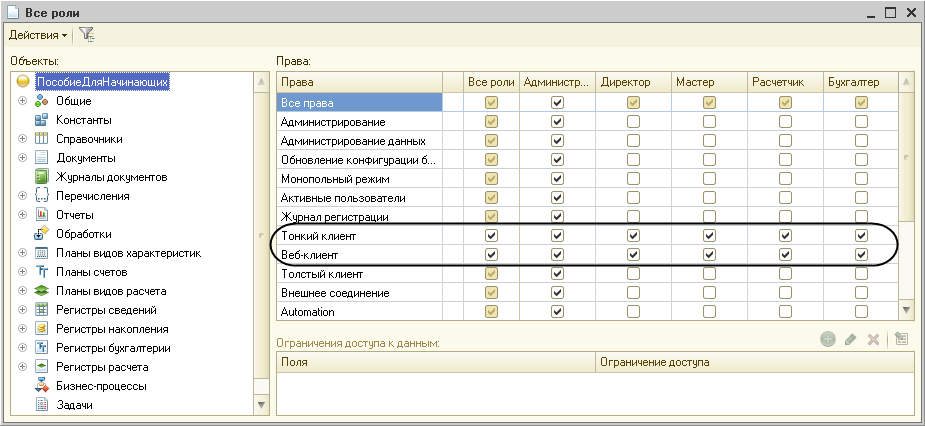 Все роли
Действия
Объекты:
ПособиеДляНачинающих
Общие
Константы
Справочники
Документы
Журналы документов
Перечисления
Отчеты
Обработки
Планы видов характеристик
Планы счетов
Планы видов расчета
Регистры сведений
Регистры накопления
Регистры бухгалтерии
Регистры расчета
Бизнес-процессы
Задачи
Права:
Права Все роли Администр... Директор Мастер Расчетчик Бухгалтер
Все права
Администрирование
Администрирование данных
Обновление конфигурации б...
Монопольный режим
Активные пользователи
Журнал регистрации
Тонкий клиент
Веб-клиент
Толстый клиент
Внешнее соединение
Automation
Ограничения доступа к данным:
Поля Ограничение доступа